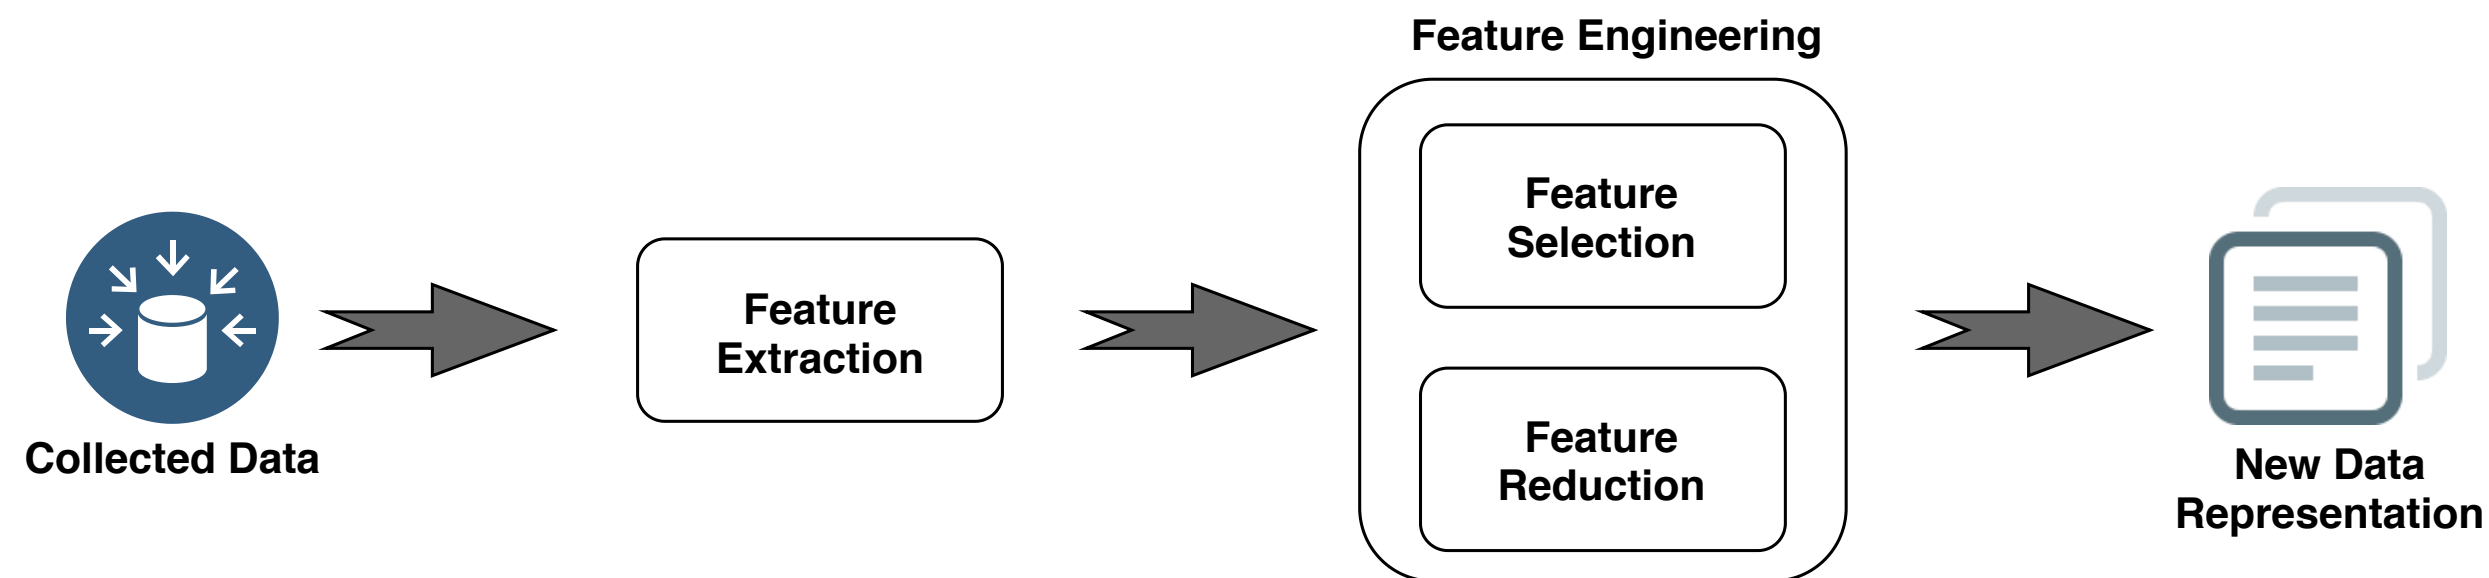 Feature Engineering
Feature
Selection
Feature
Extraction
Feature
Reduction
Collected Data
New Data
Representation